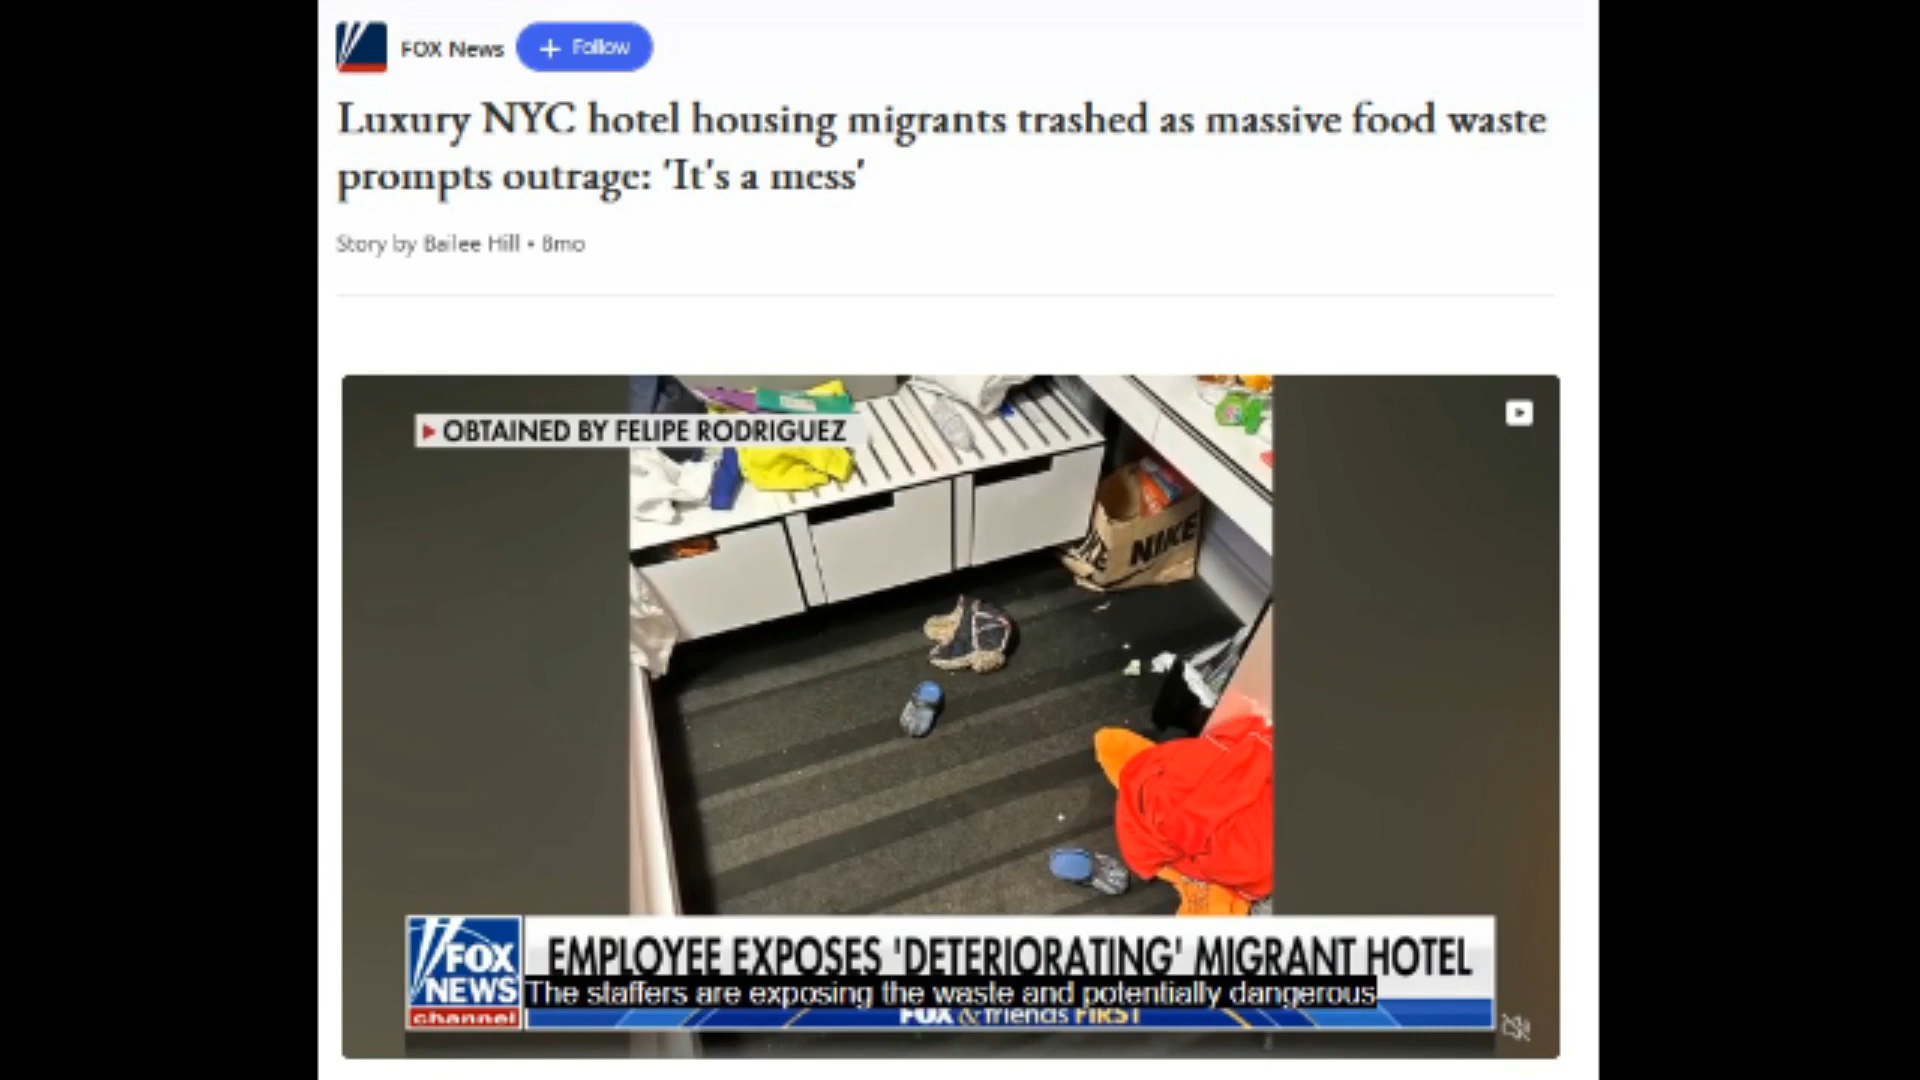 FOX News + Follow
Luxury NYC hotel housing migrants trashed as massive food waste
prompts outrage: 'It's a mess'
Story by Bailee Hill • 8mo
OBTAINED BY FELIPE RODRIGUEZ
NIKE
FOX
NEWS
channel
EMPLOYEE EXPOSES 'DETERIORATING' MIGRANT HOTEL
The staffers are exposing the waste and potentially dangerous
FOX & friends FIRST